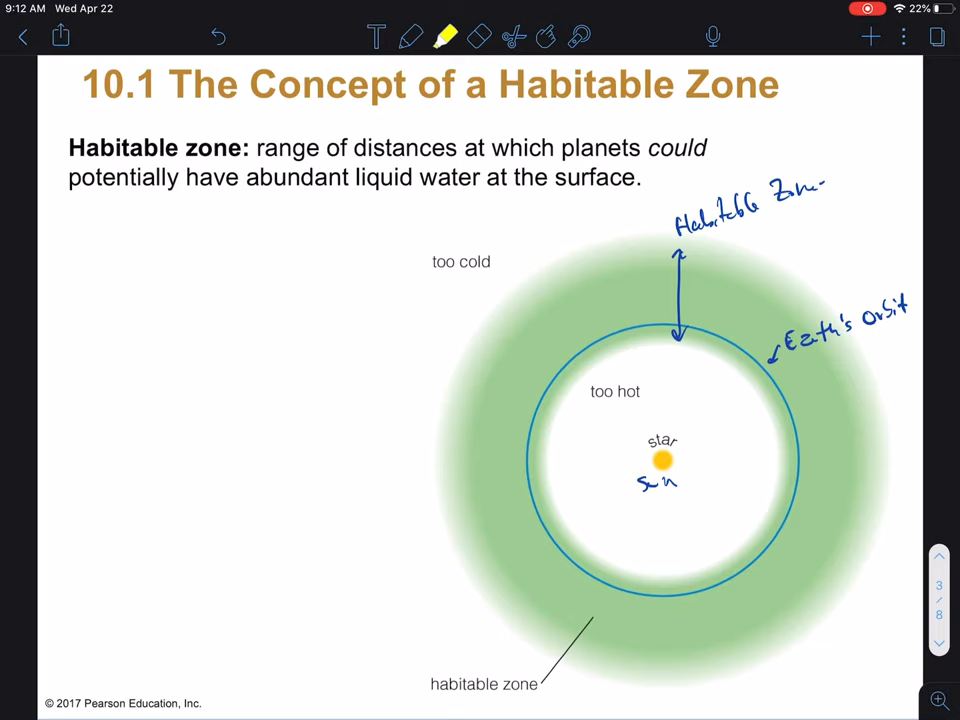 9:12 AM Wed Apr 22
22%
10.1 The Concept of a Habitable Zone
Habitable zone: range of distances at which planets could
potentially have abundant liquid water at the surface.
Habitable Zone
too cold
Earth's orbit
too hot
star
sun
habitable zone
3
/
8
© 2017 Pearson Education, Inc.